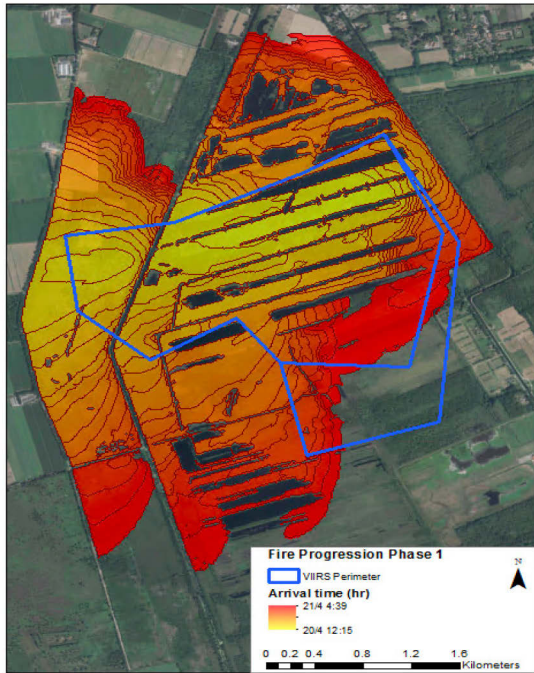 Fire Progression Phase 1
VIIRS Perimeter
Arrival time (hr)
21/4 4:39
20/4 12:15
N
0 0.2 0.4 0.8 1.2 1.6
Kilometers